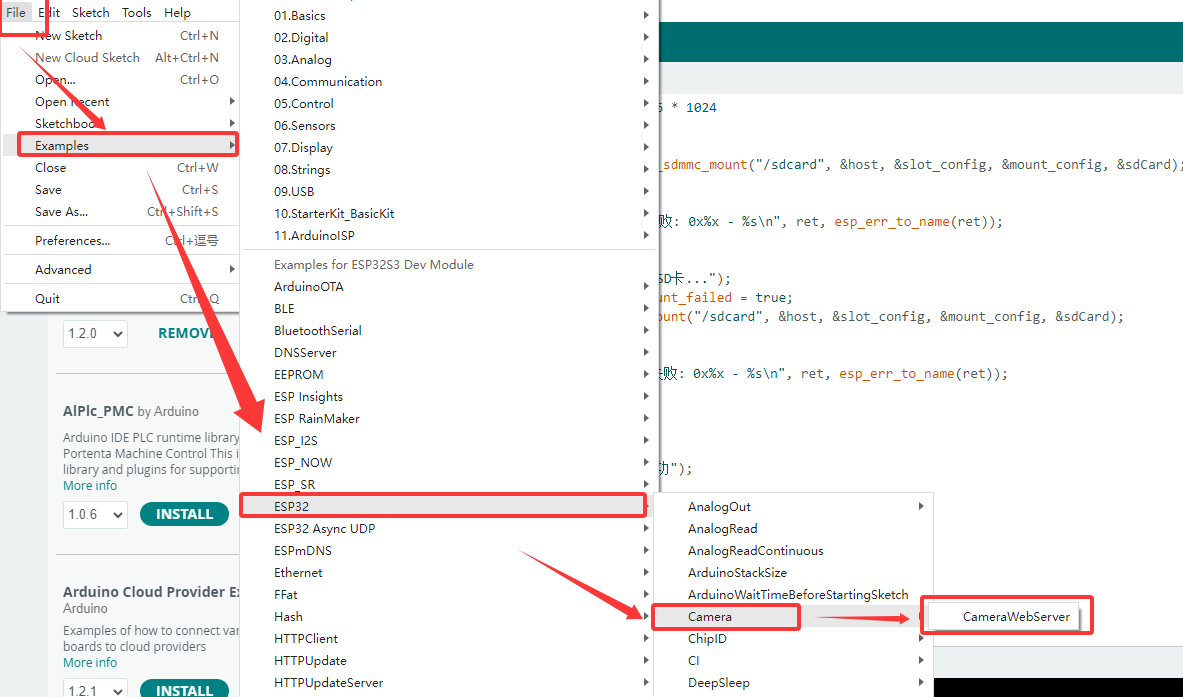 File Edit Sketch Tools Help
New Sketch Ctrl+N
New Cloud Sketch Alt+Ctrl+N
Open... Ctrl+O
Open Recent
Sketchbook
Examples
Close Ctrl+W
Save Ctrl+S
Save As... Ctrl+Shift+S
Preferences... Ctrl+逗号
Advanced
Quit Ctrl+Q
1.2.0 REMOVE
AlPlc_PMC by Arduino
Arduino IDE PLC runtime library
Portenta Machine Control This i
library and plugins for supportin
More info
1.0.6 INSTALL
Arduino Cloud Provider Ex
Arduino
Examples of how to connect var
boards to cloud providers
More info
1.2.1 INSTALL
01.Basics
02.Digital
03.Analog
04.Communication
05.Control
06.Sensors
07.Display
08.Strings
09.USB
10.StarterKit_BasicKit
11.ArduinoISP
Examples for ESP32S3 Dev Module
ArduinoOTA
BLE
BluetoothSerial
DNSServer
EEPROM
ESP Insights
ESP RainMaker
ESP_I2S
ESP_NOW
ESP_SR
ESP32
ESP32 Async UDP
ESPmDNS
Ethernet
FFat
Hash
HTTPClient
HTTPUpdate
HTTPUpdateServer
AnalogOut
AnalogRead
AnalogReadContinuous
ArduinoStackSize
ArduinoWaitTimeBeforeStartingSketch
Camera
ChipID
CI
DeepSleep
CameraWebServer
* 1024
_sdmmc_mount("/sdcard", &host, &slot_config, &mount_config, &sdCard);
败: 0x%x - %s\n", ret, esp_err_to_name(ret));
SD卡...");
unt_failed = true;
ount("/sdcard", &host, &slot_config, &mount_config, &sdCard);
败: 0x%x - %s\n", ret, esp_err_to_name(ret));
功");